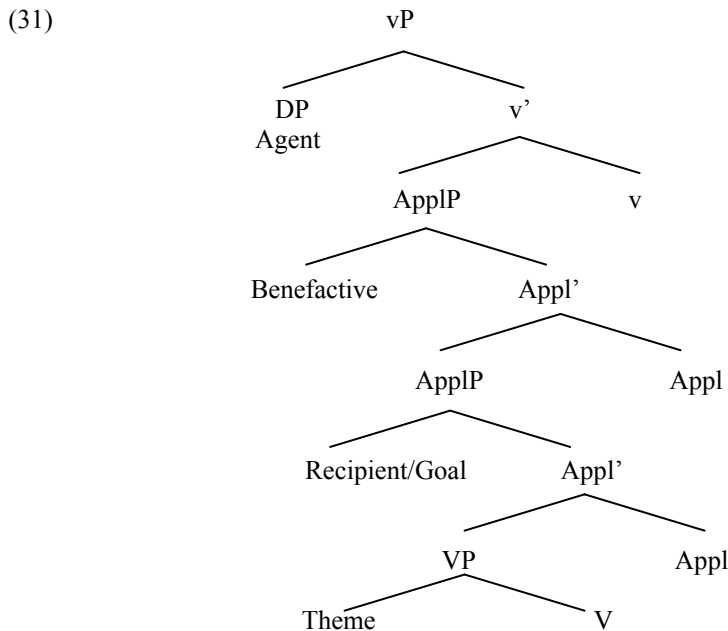 (31) vP
DP v’
Agent
ApplP v
Benefactive Appl’
ApplP Appl
Recipient/Goal Appl’
VP Appl
Theme V